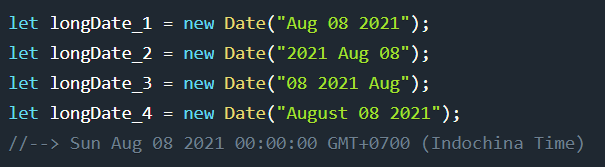 let longDate_1 = new Date("Aug 08 2021");
let longDate_2 = new Date("2021 Aug 08");
let longDate_3 = new Date("08 2021 Aug");
let longDate_4 = new Date("August 08 2021");
//--> Sun Aug 08 2021 00:00:00 GMT+0700 (Indochina Time)